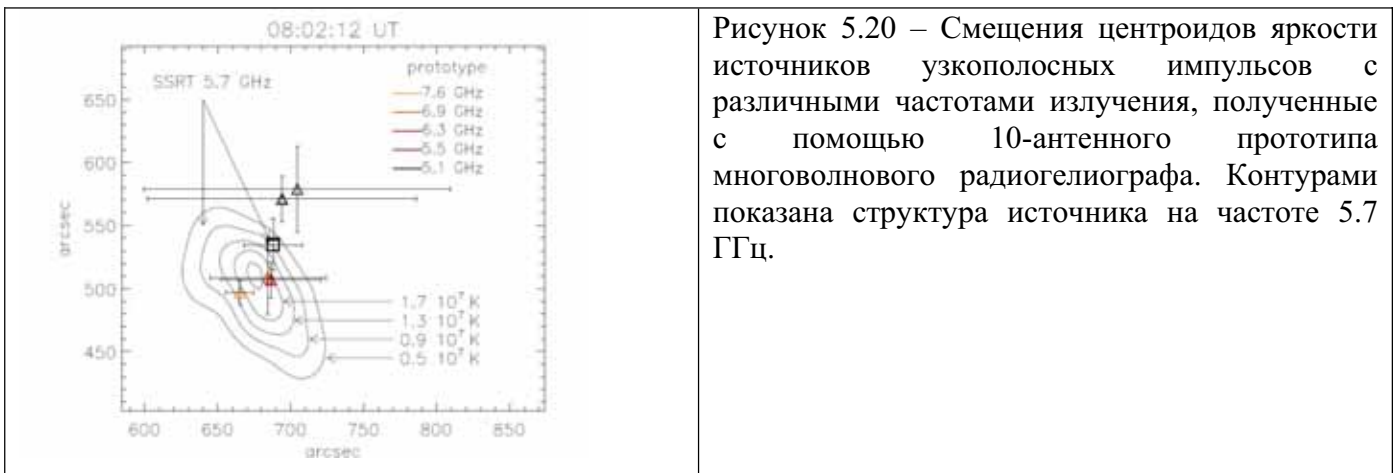 08:02:12 UT
SSRT 5.7 GHz
prototype
7.6 GHz
6.9 GHz
6.3 GHz
5.5 GHz
5.1 GHz
650
600
550
500
450
arcsec
1.7 10⁷ K
1.3 10⁷ K
0.9 10⁷ K
0.5 10⁷ K
600 650 700 750 800 850
arcsec
Рисунок 5.20 – Смещения центроидов яркости
источников узкополосных импульсов с
различными частотами излучения, полученные
с помощью 10-антенного прототипа
многоволнового радиогелиографа. Контурами
показана структура источника на частоте 5.7
ГГц.